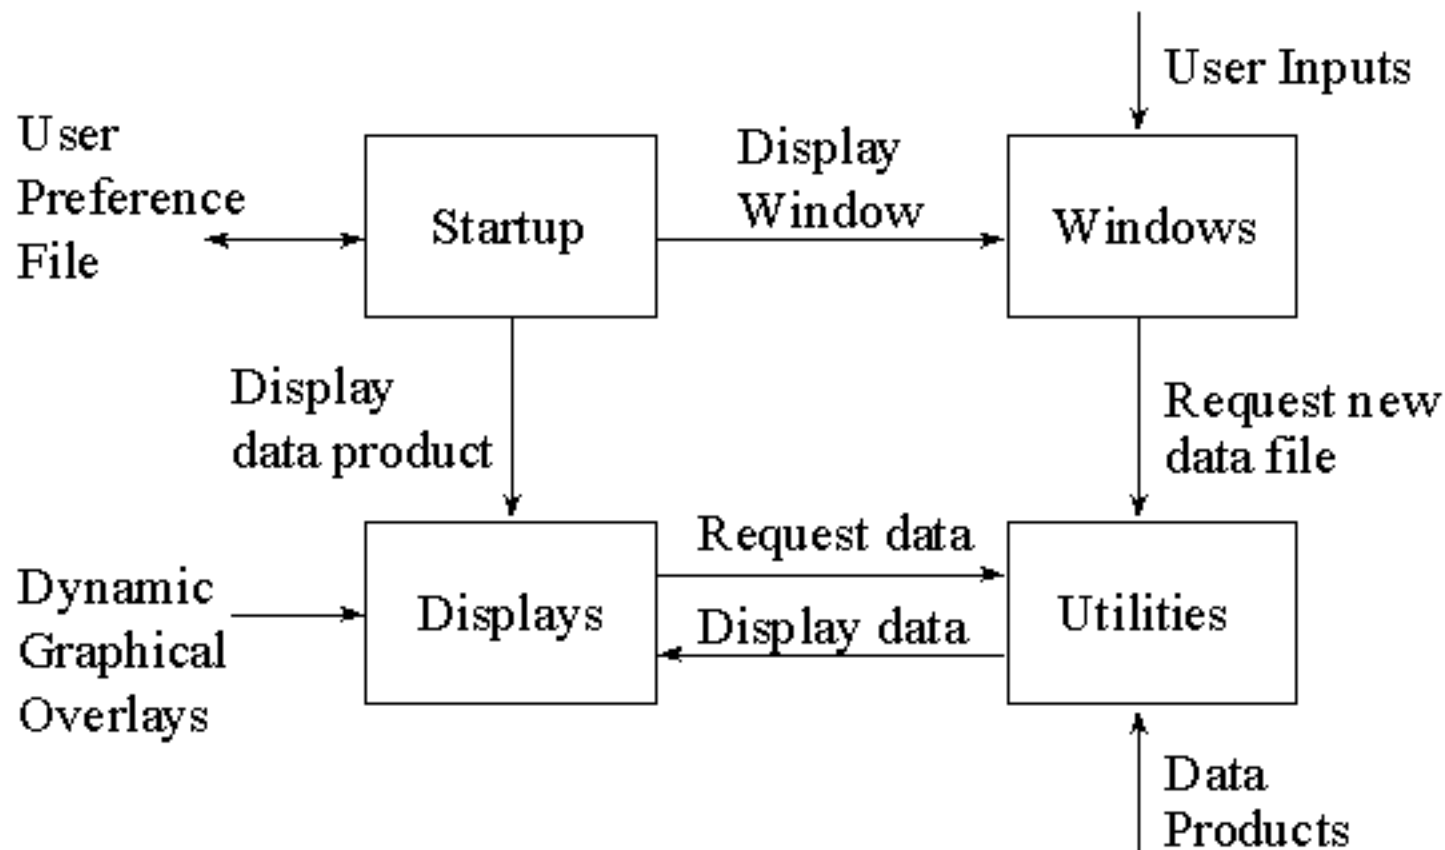 User Inputs
User
Preference
File
Startup
Display
Window
Windows
Display
data product
Request new
data file
Dynamic
Graphical
Overlays
Displays
Request data
Display data
Utilities
Data
Products